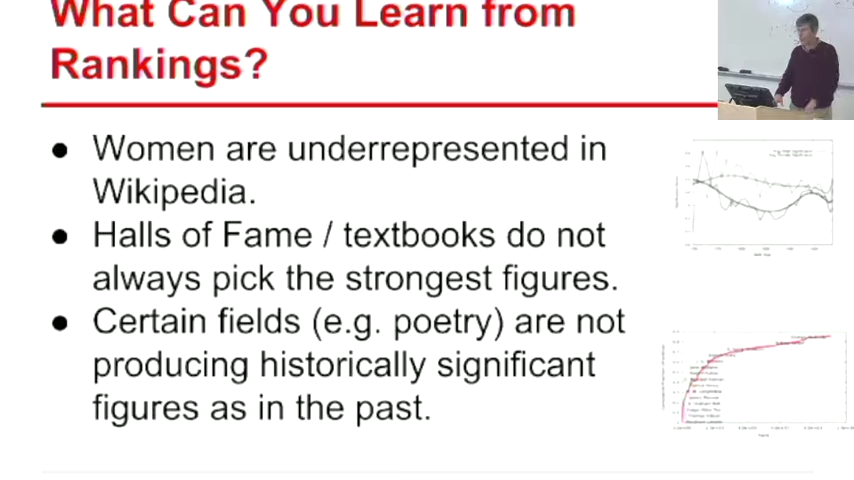 What Can You Learn from
Rankings?
● Women are underrepresented in
Wikipedia.
● Halls of Fame / textbooks do not
always pick the strongest figures.
● Certain fields (e.g. poetry) are not
producing historically significant
figures as in the past.